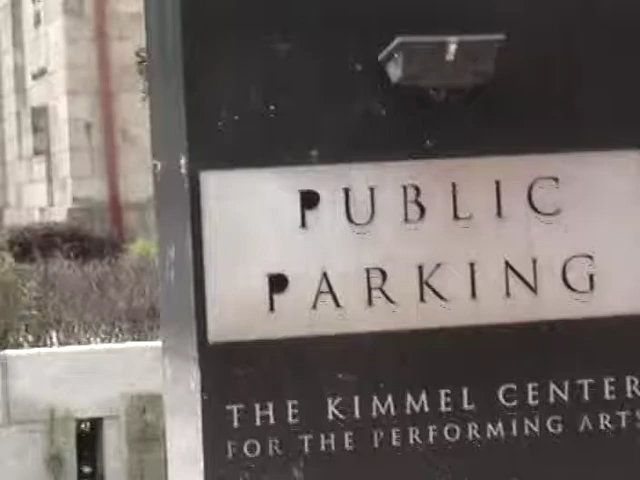 PUBLIC
PARKING
THE KIMMEL CENTER
FOR THE PERFORMING ARTS